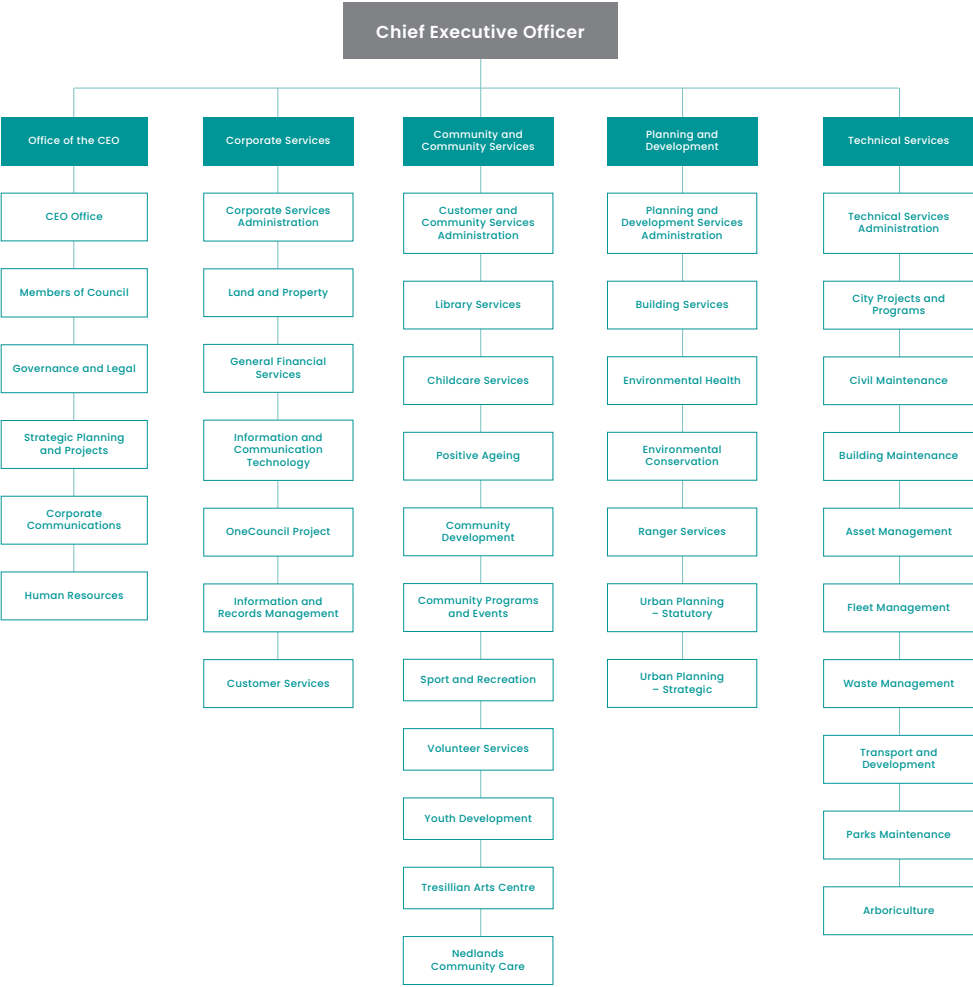 Chief Executive Officer
Office of the CEO
CEO Office
Members of Council
Governance and Legal
Strategic Planning
and Projects
Corporate
Communications
Human Resources
Corporate Services
Corporate Services
Administration
Land and Property
General Financial
Services
Information and
Communication
Technology
OneCouncil Project
Information and
Records Management
Customer Services
Community and
Community Services
Customer and
Community Services
Administration
Library Services
Childcare Services
Positive Ageing
Community
Development
Community Programs
and Events
Sport and Recreation
Volunteer Services
Youth Development
Tresillian Arts Centre
Nedlands
Community Care
Planning and
Development
Planning and
Development Services
Administration
Building Services
Environmental Health
Environmental
Conservation
Ranger Services
Urban Planning
– Statutory
Urban Planning
– Strategic
Technical Services
Technical Services
Administration
City Projects and
Programs
Civil Maintenance
Building Maintenance
Asset Management
Fleet Management
Waste Management
Transport and
Development
Parks Maintenance
Arboriculture